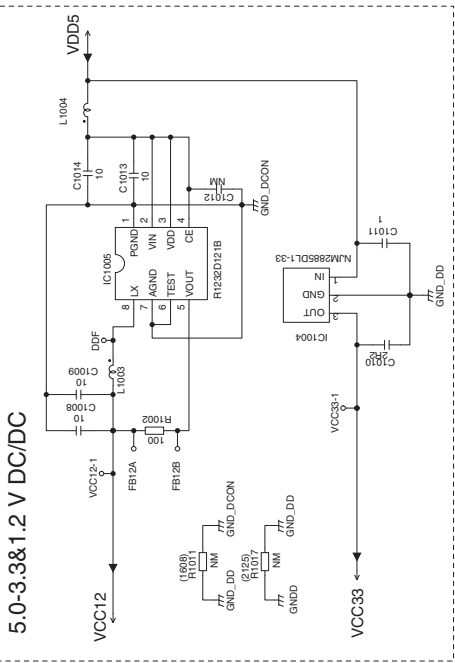 5.0-3.3&1.2 V DC/DC
VDD5
L1004
C1014
10
C1013
10
NM
C1012
GND_DCON
IC1005
1
PGND
2
VIN
3
VDD
4
CE
8
LX
7
AGND
6
TEST
5
VOUT
R1232D121B
DDF
C1009
10
C1008
10
L1003
VCC12-1
R1002
100
FB12A
FB12B
VCC12
(1608)
R1011
NM
GND_DD
GND_DCON
(2125)
R1017
NM
GNDD
GND_DD
NJM2885DL1-33
IN
1
GND
2
OUT
3
IC1004
1
C1011
C1010
2R2
GND_DD
VCC33-1
VCC33